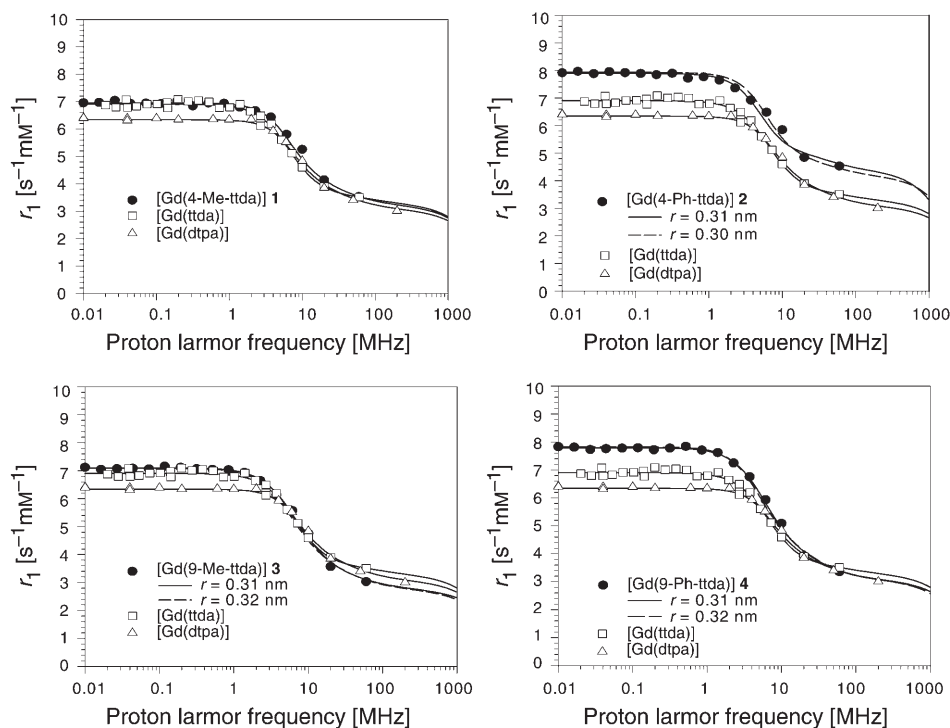 10
9
8
7
6
5
4
3
2
1
0
r1 [s−1mM−1]
[Gd(4-Me-ttda)] 1
[Gd(ttda)]
[Gd(dtpa)]
0.01 0.1 1 10 100 1000
Proton larmor frequency [MHz]
10
9
8
7
6
5
4
3
2
1
0
r1 [s−1mM−1]
[Gd(4-Ph-ttda)] 2
r = 0.31 nm
r = 0.30 nm
[Gd(ttda)]
[Gd(dtpa)]
0.01 0.1 1 10 100 1000
Proton larmor frequency [MHz]
10
9
8
7
6
5
4
3
2
1
0
r1 [s−1mM−1]
[Gd(9-Me-ttda)] 3
r = 0.31 nm
r = 0.32 nm
[Gd(ttda)]
[Gd(dtpa)]
0.01 0.1 1 10 100 1000
Proton larmor frequency [MHz]
10
9
8
7
6
5
4
3
2
1
0
r1 [s−1mM−1]
[Gd(9-Ph-ttda)] 4
r = 0.31 nm
r = 0.32 nm
[Gd(ttda)]
[Gd(dtpa)]
0.01 0.1 1 10 100 1000
Proton larmor frequency [MHz]